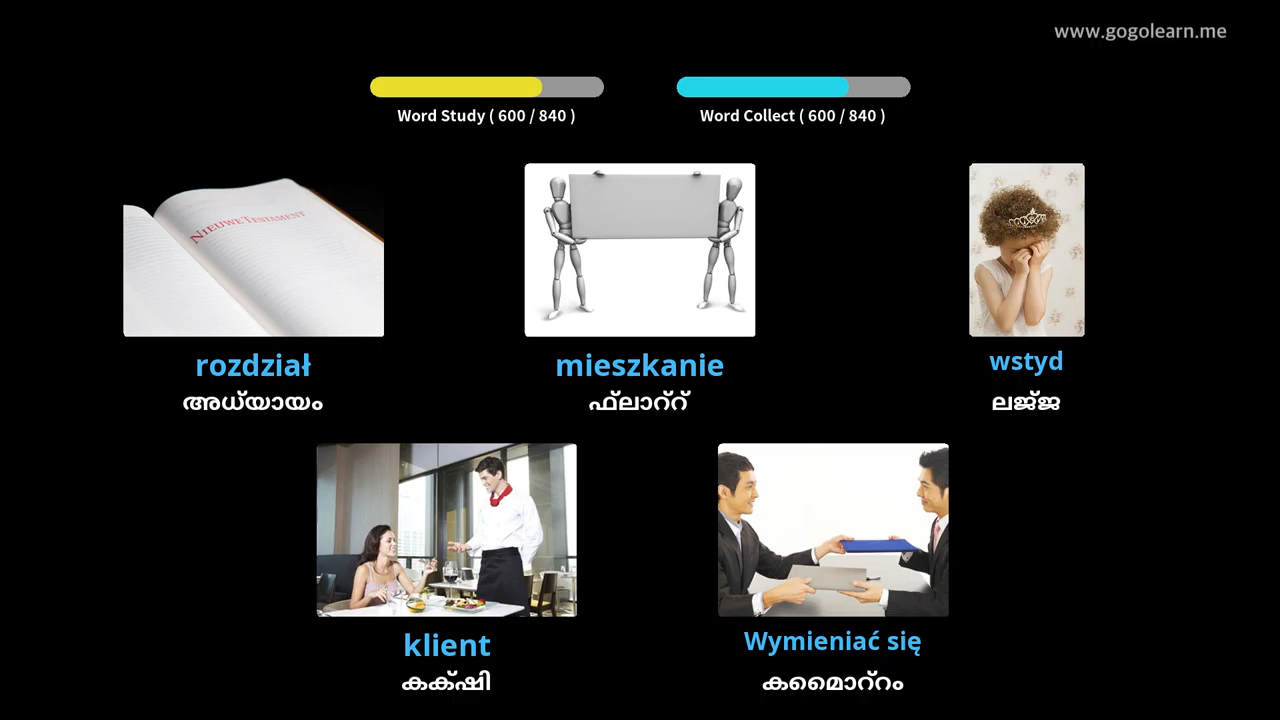 www.gogolearn.me
Word Study ( 600 / 840 )
Word Collect ( 600 / 840 )
NIEUWE TESTAMENT
rozdział
അധ്യായം
mieszkanie
ഫ്ലാറ്റ്
wstyd
ലജ്ജ
klient
കക്ഷി
Wymieniać się
കൈമാറ്റം